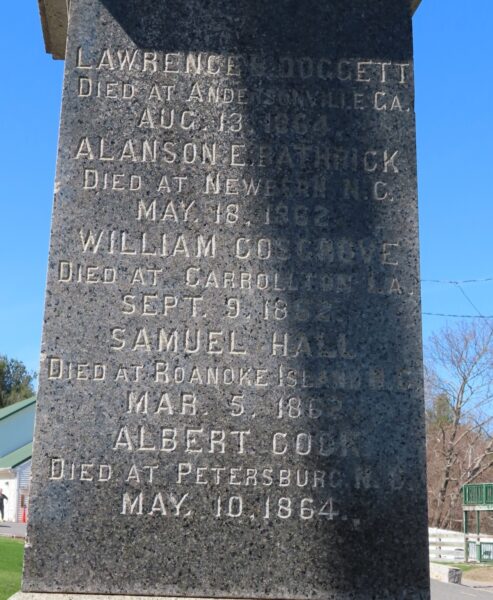 LAWRENCE B. DOGGETT
DIED AT ANDERSONVILLE, GA.
AUG. 13, 1864.
ALANSON E. RATHRICK
DIED AT NEWBERN N.C.
MAY. 18, 1862.
WILLIAM COSGROVE
DIED AT CARROLLTON, LA.
SEPT. 9, 1862.
SAMUEL HALL
DIED AT ROANOKE ISLAND N.C.
MAR. 5, 1862
ALBERT COOK
DIED AT PETERSBURG
MAY, 10, 1864.